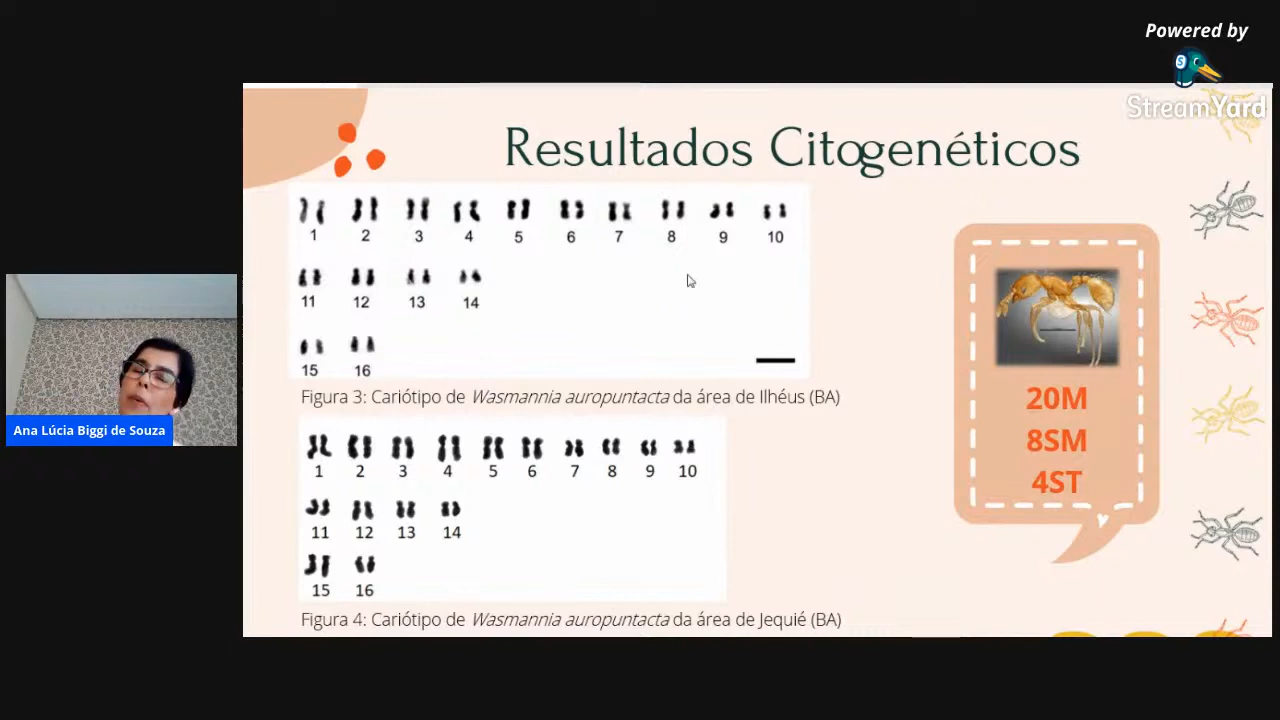 Powered by
StreamYard
Resultados Citogenéticos
1 2 3 4 5 6 7 8 9 10
11 12 13 14
15 16
Figura 3: Cariótipo de Wasmannia auropuntacta da área de Ilhéus (BA)
1 2 3 4 5 6 7 8 9 10
11 12 13 14
15 16
Figura 4: Cariótipo de Wasmannia auropuntacta da área de Jequié (BA)
20M
8SM
4ST
Ana Lúcia Biggi de Souza